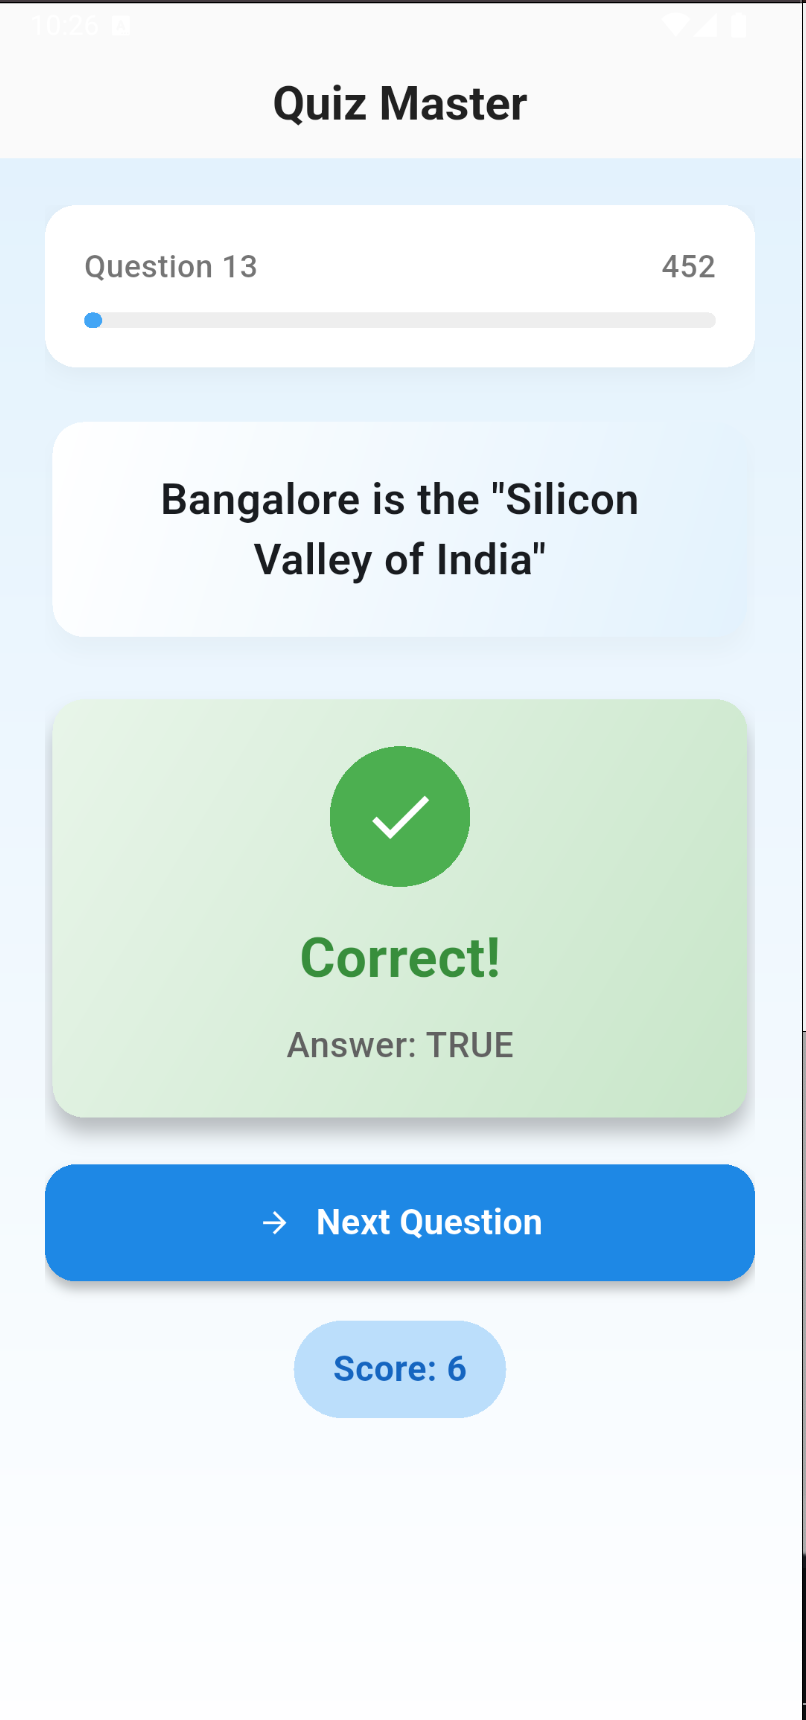 10:26
Quiz Master
Question 13
452
Bangalore is the "Silicon
Valley of India"
Correct!
Answer: TRUE
Next Question
Score: 6